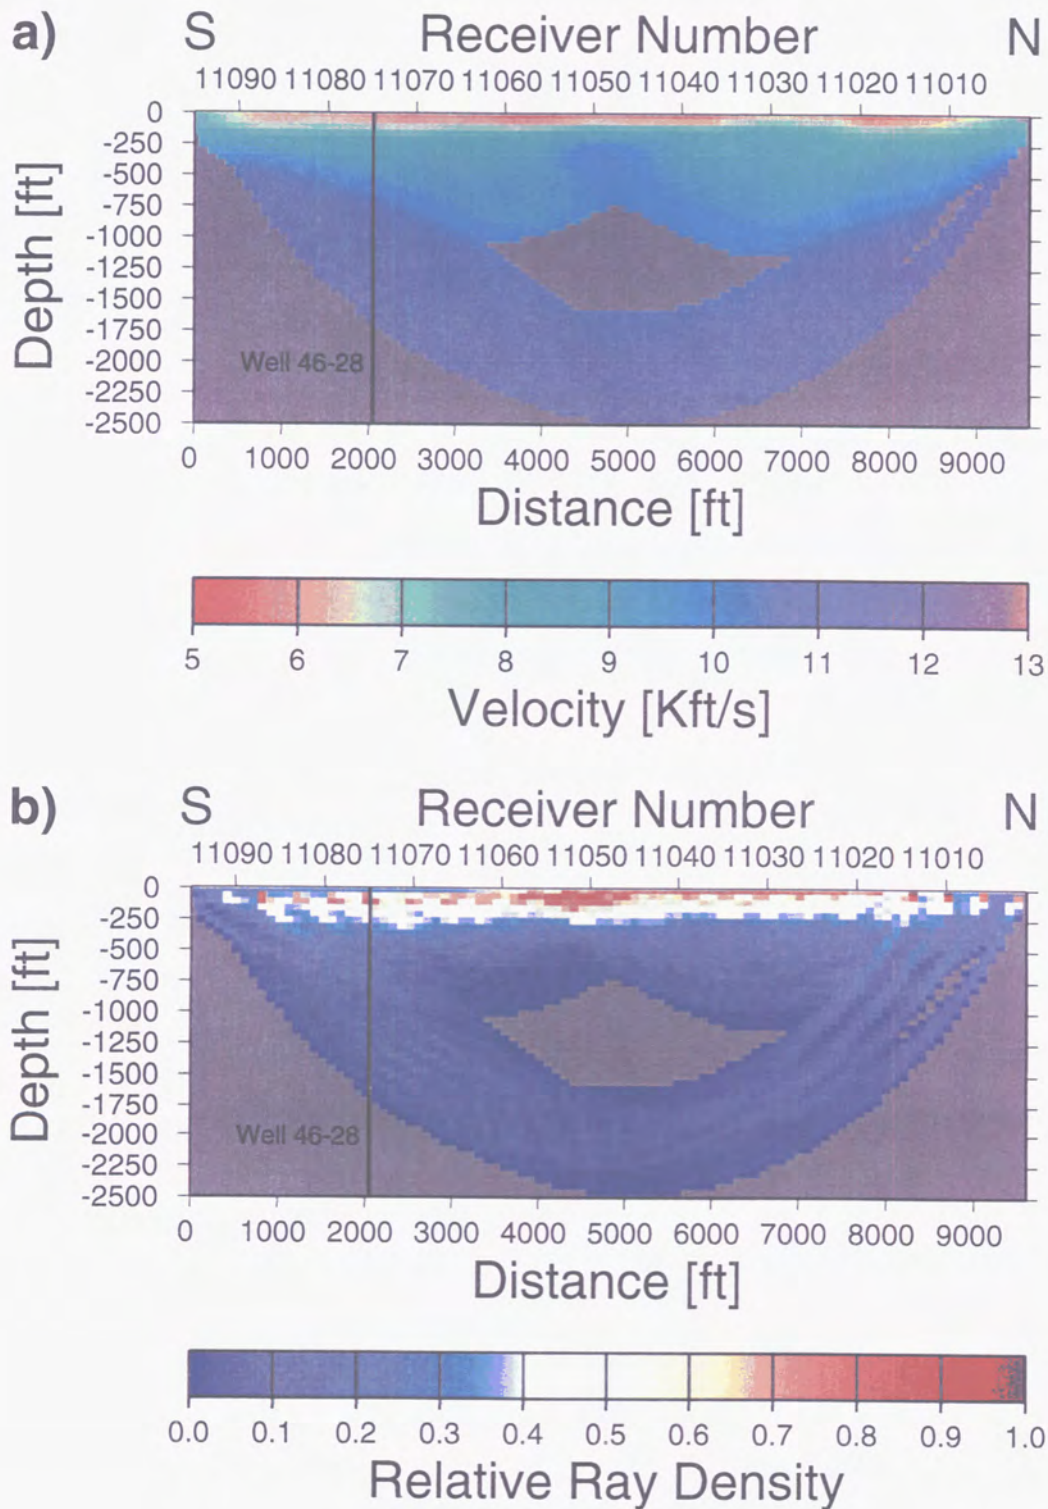 a) S Receiver Number N
11090 11080 11070 11060 11050 11040 11030 11020 11010
0
-250
-500
-750
-1000
-1250
-1500
-1750
-2000
-2250
-2500
Depth [ft]
Well 46-28
0 1000 2000 3000 4000 5000 6000 7000 8000 9000
Distance [ft]
5 6 7 8 9 10 11 12 13
Velocity [Kft/s]
b) S Receiver Number N
11090 11080 11070 11060 11050 11040 11030 11020 11010
0
-250
-500
-750
-1000
-1250
-1500
-1750
-2000
-2250
-2500
Depth [ft]
Well 46-28
0 1000 2000 3000 4000 5000 6000 7000 8000 9000
Distance [ft]
0.0 0.1 0.2 0.3 0.4 0.5 0.6 0.7 0.8 0.9 1.0
Relative Ray Density